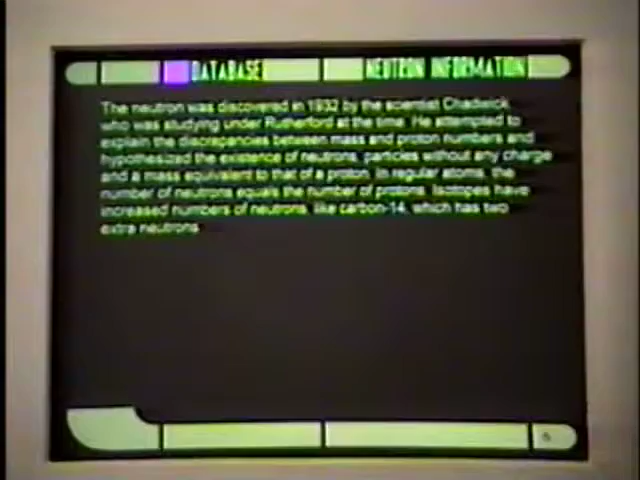 DATABASE NEUTRON INFORMATION
The neutron was discovered in 1932 by the scientist Chadwick
who was studying under Rutherford at the time. He attempted to
explain the discrepancies between mass and proton numbers and
hypothesized the existence of neutrons, particles without any charge
and a mass equivalent to that of a proton. In regular atoms, the
number of neutrons equals the number of protons. Isotopes have
increased numbers of neutrons, like carbon-14, which has two
extra neutrons